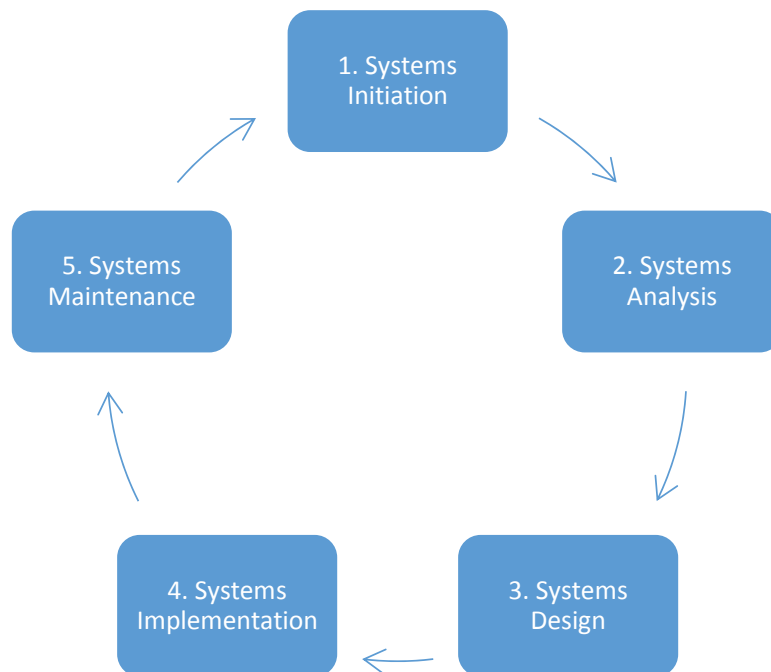 1. Systems
Initiation
2. Systems
Analysis
3. Systems
Design
4. Systems
Implementation
5. Systems
Maintenance